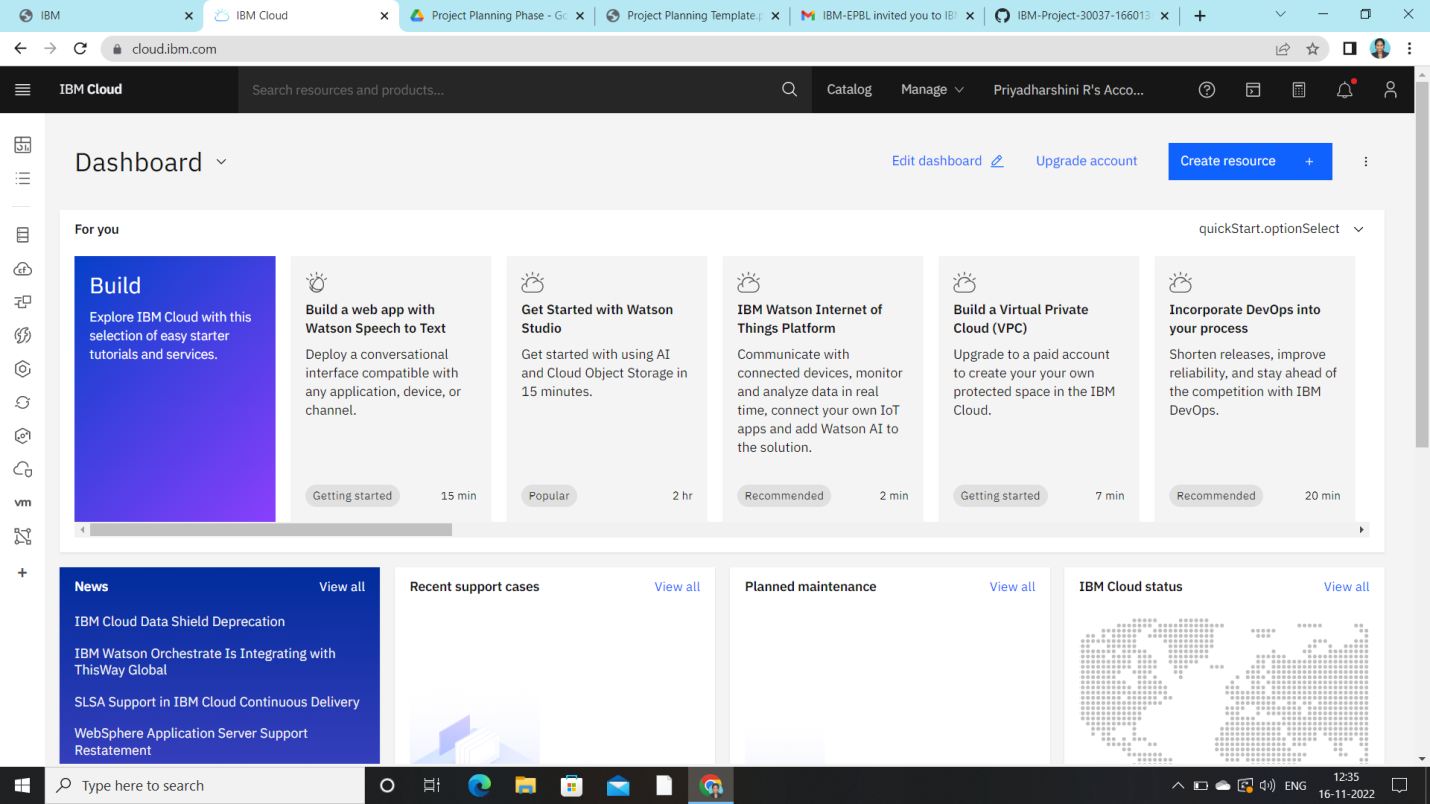 IBM
IBM Cloud
Project Planning Phase - Go
Project Planning Template.p
IBM-EPBL invited you to IBM
IBM-Project-30037-166013
cloud.ibm.com
IBM Cloud
Search resources and products...
Catalog
Manage
Priyadharshini R's Acco...
Dashboard
Edit dashboard
Upgrade account
Create resource +
For you
quickStart.optionSelect
Build
Explore IBM Cloud with this
selection of easy starter
tutorials and services.
Build a web app with
Watson Speech to Text
Deploy a conversational
interface compatible with
any application, device, or
channel.
Getting started
15 min
Get Started with Watson
Studio
Get started with using AI
and Cloud Object Storage in
15 minutes.
Popular
2 hr
IBM Watson Internet of
Things Platform
Communicate with
connected devices, monitor
and analyze data in real
time, connect your own IoT
apps and add Watson AI to
the solution.
Recommended
2 min
Build a Virtual Private
Cloud (VPC)
Upgrade to a paid account
to create your your own
protected space in the IBM
Cloud.
Getting started
7 min
Incorporate DevOps into
your process
Shorten releases, improve
reliability, and stay ahead of
the competition with IBM
DevOps.
Recommended
20 min
vm
News
View all
IBM Cloud Data Shield Deprecation
IBM Watson Orchestrate Is Integrating with
ThisWay Global
SLSA Support in IBM Cloud Continuous Delivery
WebSphere Application Server Support
Restatement
Recent support cases
View all
Planned maintenance
View all
IBM Cloud status
View all
Type here to search
ENG
12:35
16-11-2022